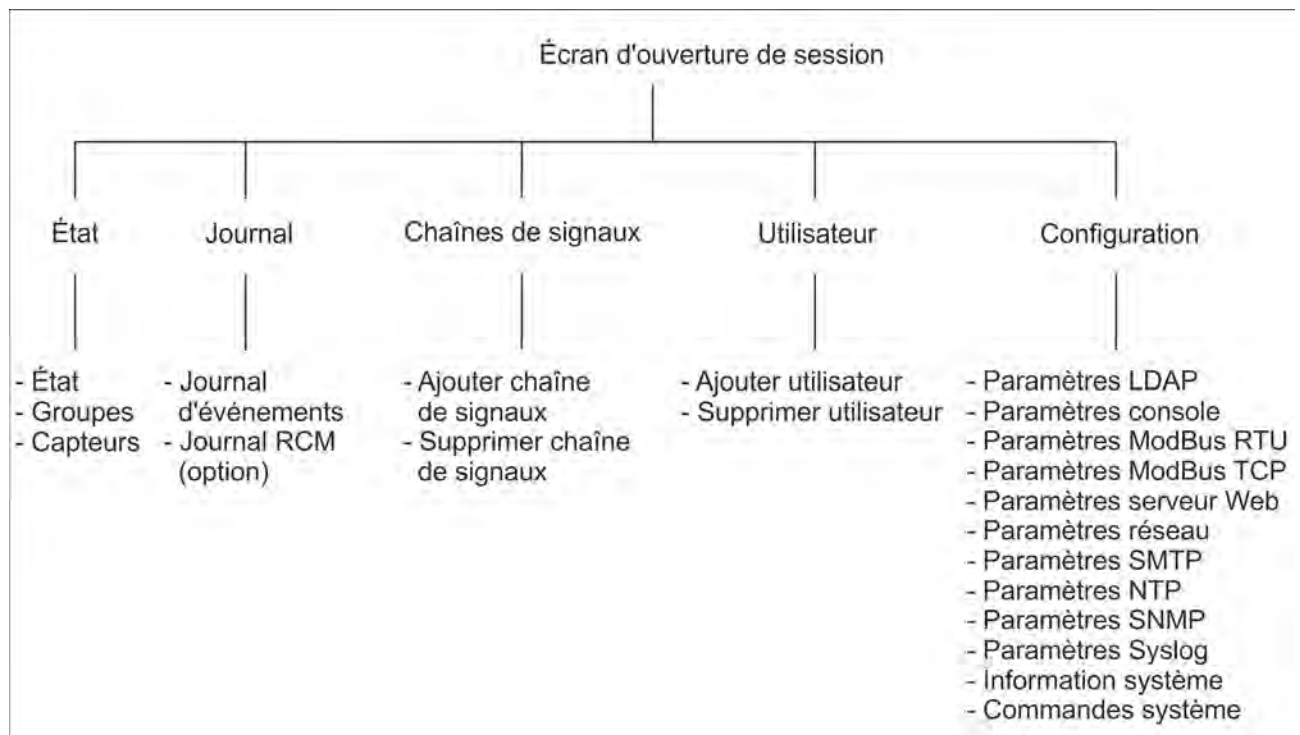 Écran d'ouverture de session
État
Journal
Chaînes de signaux
Utilisateur
Configuration
- État
- Groupes
- Capteurs
- Journal
d'événements
- Journal RCM
(option)
- Ajouter chaîne
de signaux
- Supprimer chaîne
de signaux
- Ajouter utilisateur
- Supprimer utilisateur
- Paramètres LDAP
- Paramètres console
- Paramètres ModBus RTU
- Paramètres ModBus TCP
- Paramètres serveur Web
- Paramètres réseau
- Paramètres SMTP
- Paramètres NTP
- Paramètres SNMP
- Paramètres Syslog
- Information système
- Commandes système